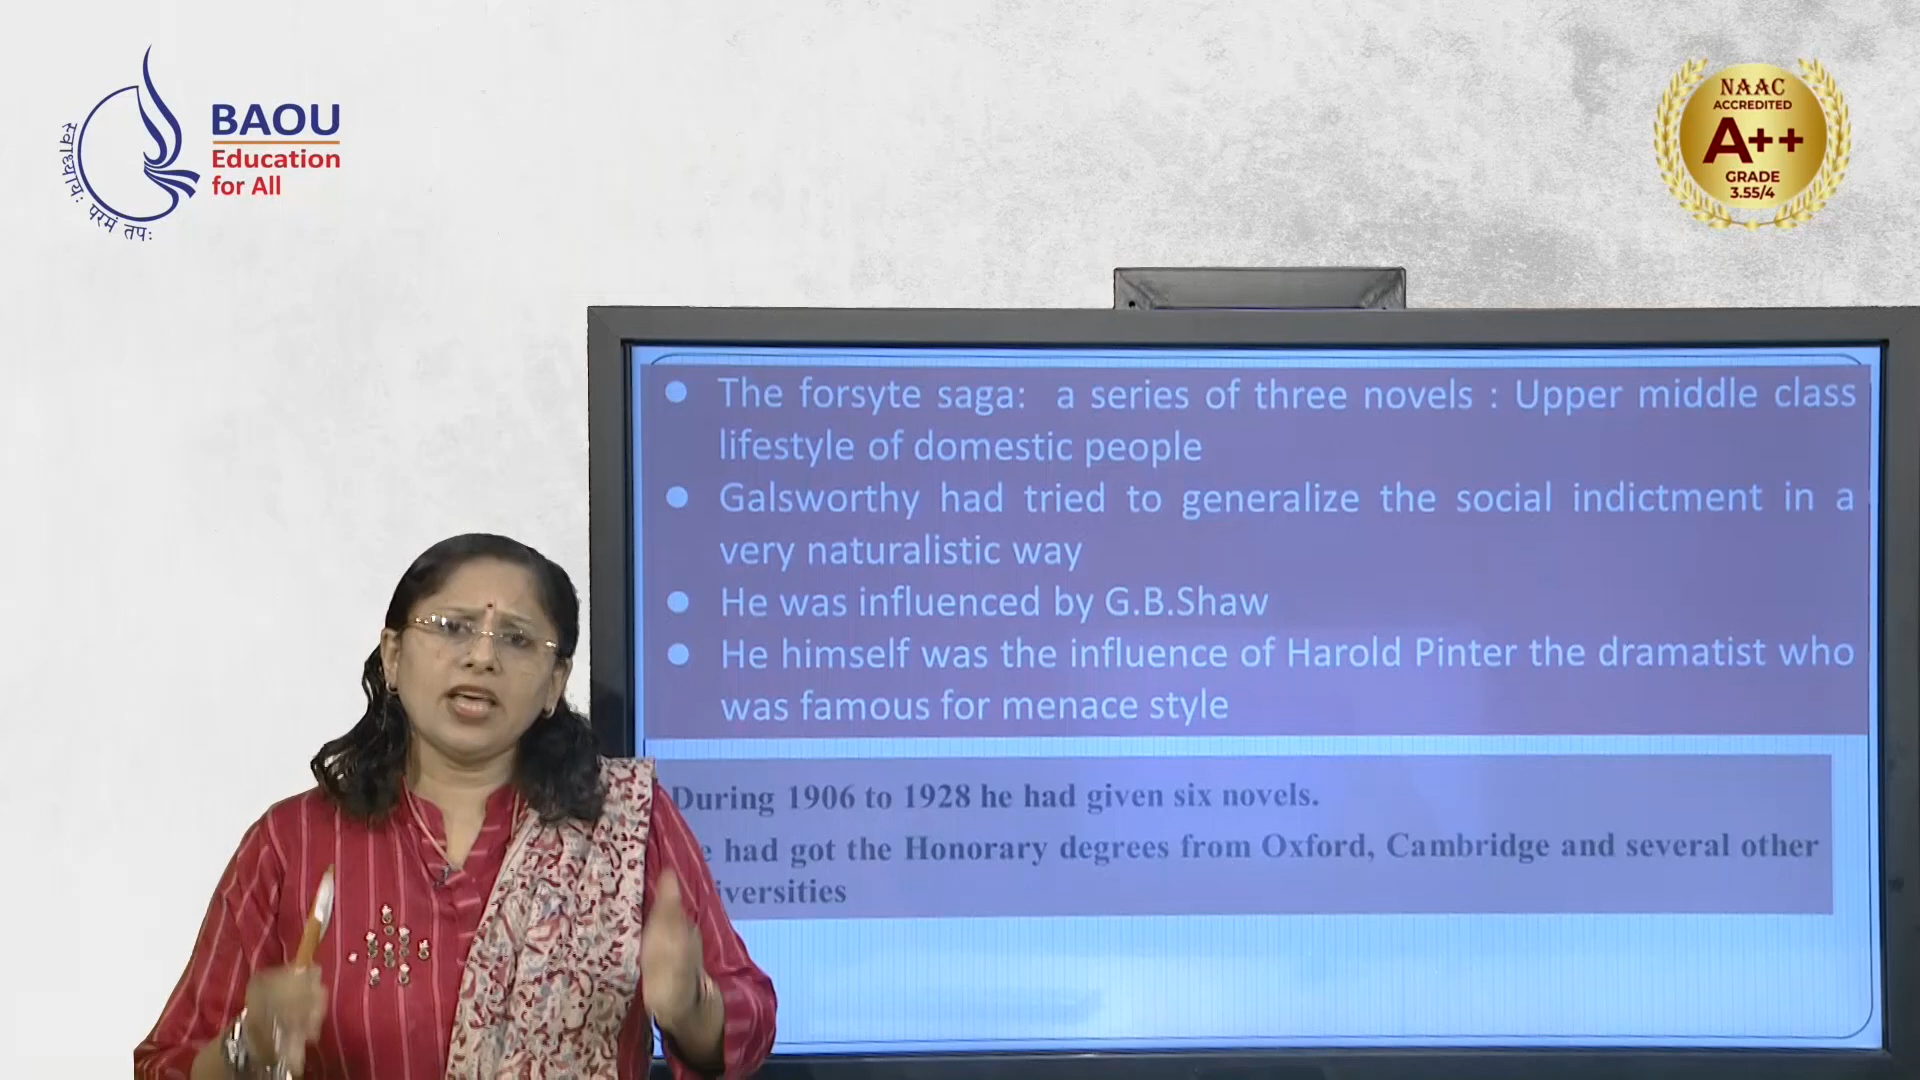 स्वाध्यायः परमं तपः
BAOU
Education
for All
NAAC
ACCREDITED
A++
GRADE
3.55/4
The forsyte saga: a series of three novels : Upper middle class
lifestyle of domestic people
Galsworthy had tried to generalize the social indictment in a
very naturalistic way
He was influenced by G.B.Shaw
He himself was the influence of Harold Pinter the dramatist who
was famous for menace style
During 1906 to 1928 he had given six novels.
e had got the Honorary degrees from Oxford, Cambridge and several other
iversities